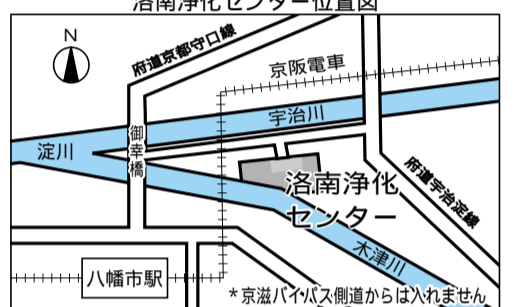 洛南浄化センター位置図
N
府道京都守口線
京阪電車
宇治川
淀川
御幸橋
洛南浄化
センター
府道宇治淀線
木津川
八幡市駅
*京滋バイパス側道からは入れません